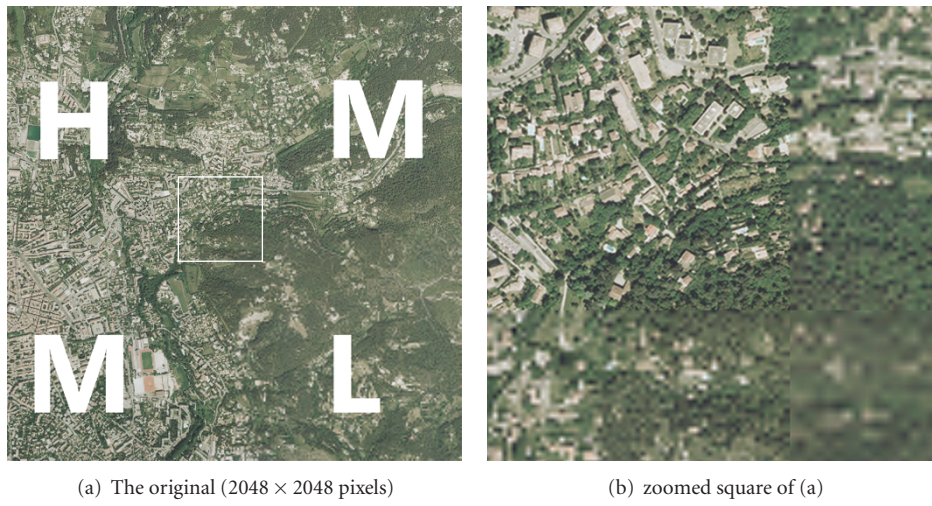 H M
M L
(a) The original (2048 × 2048 pixels)
(b) zoomed square of (a)